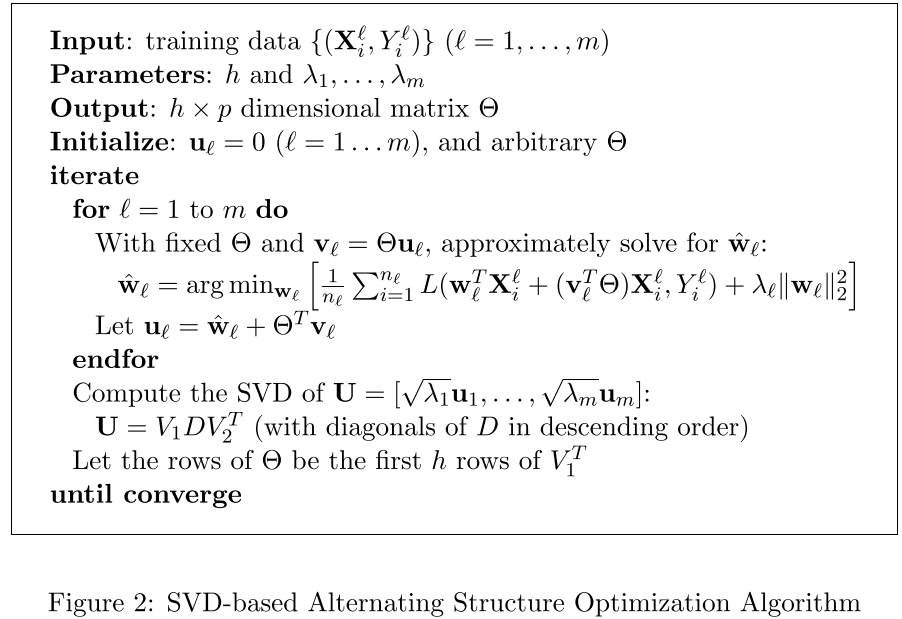 Input: training data {(X_i^ℓ, Y_i^ℓ)} (ℓ = 1, . . . , m)
Parameters: h and λ_1, . . . , λ_m
Output: h × p dimensional matrix Θ
Initialize: u_ℓ = 0 (ℓ = 1 . . . m), and arbitrary Θ
iterate
for ℓ = 1 to m do
With fixed Θ and v_ℓ = Θu_ℓ, approximately solve for ŵ_ℓ:
ŵ_ℓ = arg min_{w_ℓ} [ 1/n_ℓ ∑_{i=1}^{n_ℓ} L(w_ℓ^T X_i^ℓ + (v_ℓ^T Θ)X_i^ℓ, Y_i^ℓ) + λ_ℓ‖w_ℓ‖_2^2 ]
Let u_ℓ = ŵ_ℓ + Θ^T v_ℓ
endfor
Compute the SVD of U = [√λ_1 u_1, . . . , √λ_m u_m]:
U = V_1 D V_2^T (with diagonals of D in descending order)
Let the rows of Θ be the first h rows of V_1^T
until converge
Figure 2: SVD-based Alternating Structure Optimization Algorithm